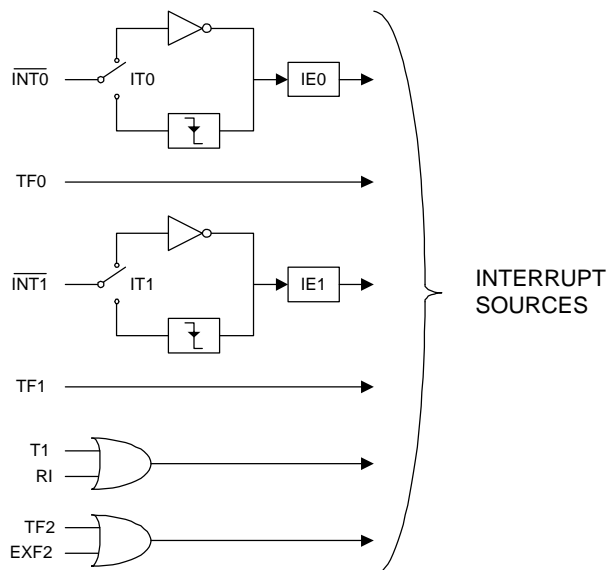 INT0
IT0
IE0
TF0
INT1
IT1
IE1
INTERRUPT
SOURCES
TF1
T1
RI
TF2
EXF2